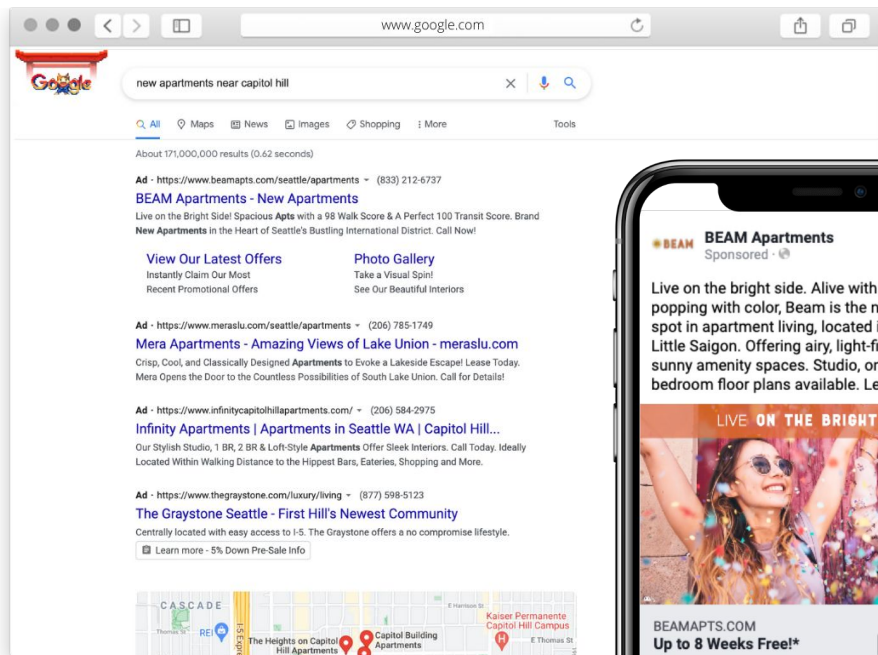 www.google.com
Google
new apartments near capitol hill
All Maps News Images Shopping More Tools
About 171,000,000 results (0.62 seconds)
Ad · https://www.beamapts.com/seattle/apartments (833) 212-6737
BEAM Apartments - New Apartments
Live on the Bright Side! Spacious Apts with a 98 Walk Score & A Perfect 100 Transit Score. Brand
New Apartments in the Heart of Seattle's Bustling International District. Call Now!
View Our Latest Offers
Instantly Claim Our Most
Recent Promotional Offers
Photo Gallery
Take a Visual Spin!
See Our Beautiful Interiors
Ad · https://www.meraslu.com/seattle/apartments (206) 785-1749
Mera Apartments - Amazing Views of Lake Union - meraslu.com
Crisp, Cool, and Classically Designed Apartments to Evoke a Lakeside Escape! Lease Today.
Mera Opens the Door to the Countless Possibilities of South Lake Union. Call for Details!
Ad · https://www.infinitycapitolhillapartments.com/ (206) 584-2975
Infinity Apartments | Apartments in Seattle WA | Capitol Hill...
Our Stylish Studio, 1 BR, 2 BR & Loft-Style Apartments Offer Sleek Interiors. Call Today. Ideally
Located Within Walking Distance to the Hippest Bars, Eateries, Shopping and More.
Ad · https://www.thegraystone.com/luxury/living (877) 598-5123
The Graystone Seattle - First Hill's Newest Community
Centrally located with easy access to I-5. The Graystone offers a no compromise lifestyle.
Learn more - 5% Down Pre-Sale Info
CASCADE
Thomas St
REI
I-5 Expre
The Heights on Capitol
Hill Apartments
Capitol Building
Apartments
E Harrison St
Kaiser Permanente
Capitol Hill Campus
E Thomas St
BEAM
BEAM Apartments
Sponsored ·
Live on the bright side. Alive with
popping with color, Beam is the n
spot in apartment living, located i
Little Saigon. Offering airy, light-fi
sunny amenity spaces. Studio, on
bedroom floor plans available. Le
LIVE ON THE BRIGHT
BEAMAPTS.COM
Up to 8 Weeks Free!*